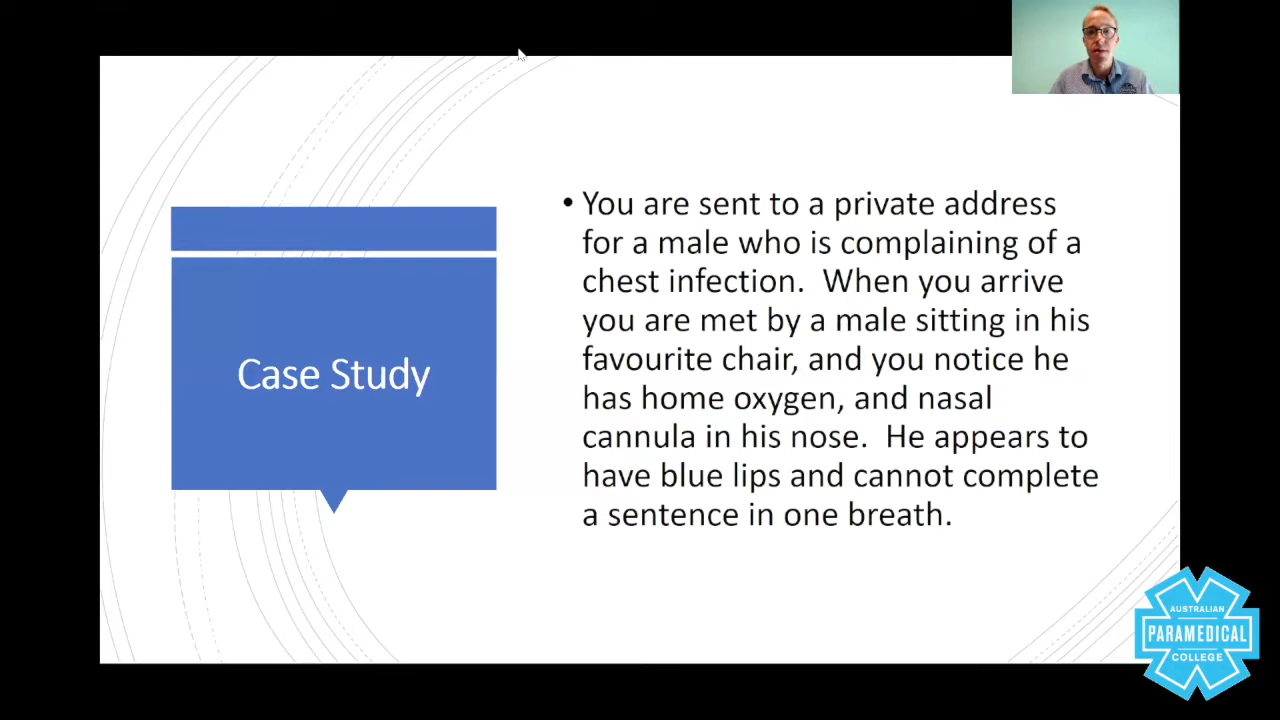 Case Study
• You are sent to a private address
for a male who is complaining of a
chest infection.  When you arrive
you are met by a male sitting in his
favourite chair, and you notice he
has home oxygen, and nasal
cannula in his nose.  He appears to
have blue lips and cannot complete
a sentence in one breath.
AUSTRALIAN
PARAMEDICAL
COLLEGE